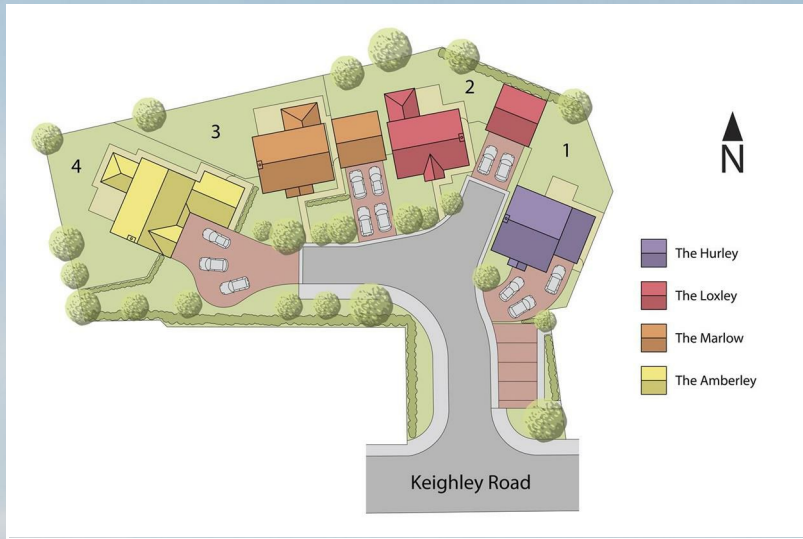 2
3
1
4
N
The Hurley
The Loxley
The Marlow
The Amberley
Keighley Road